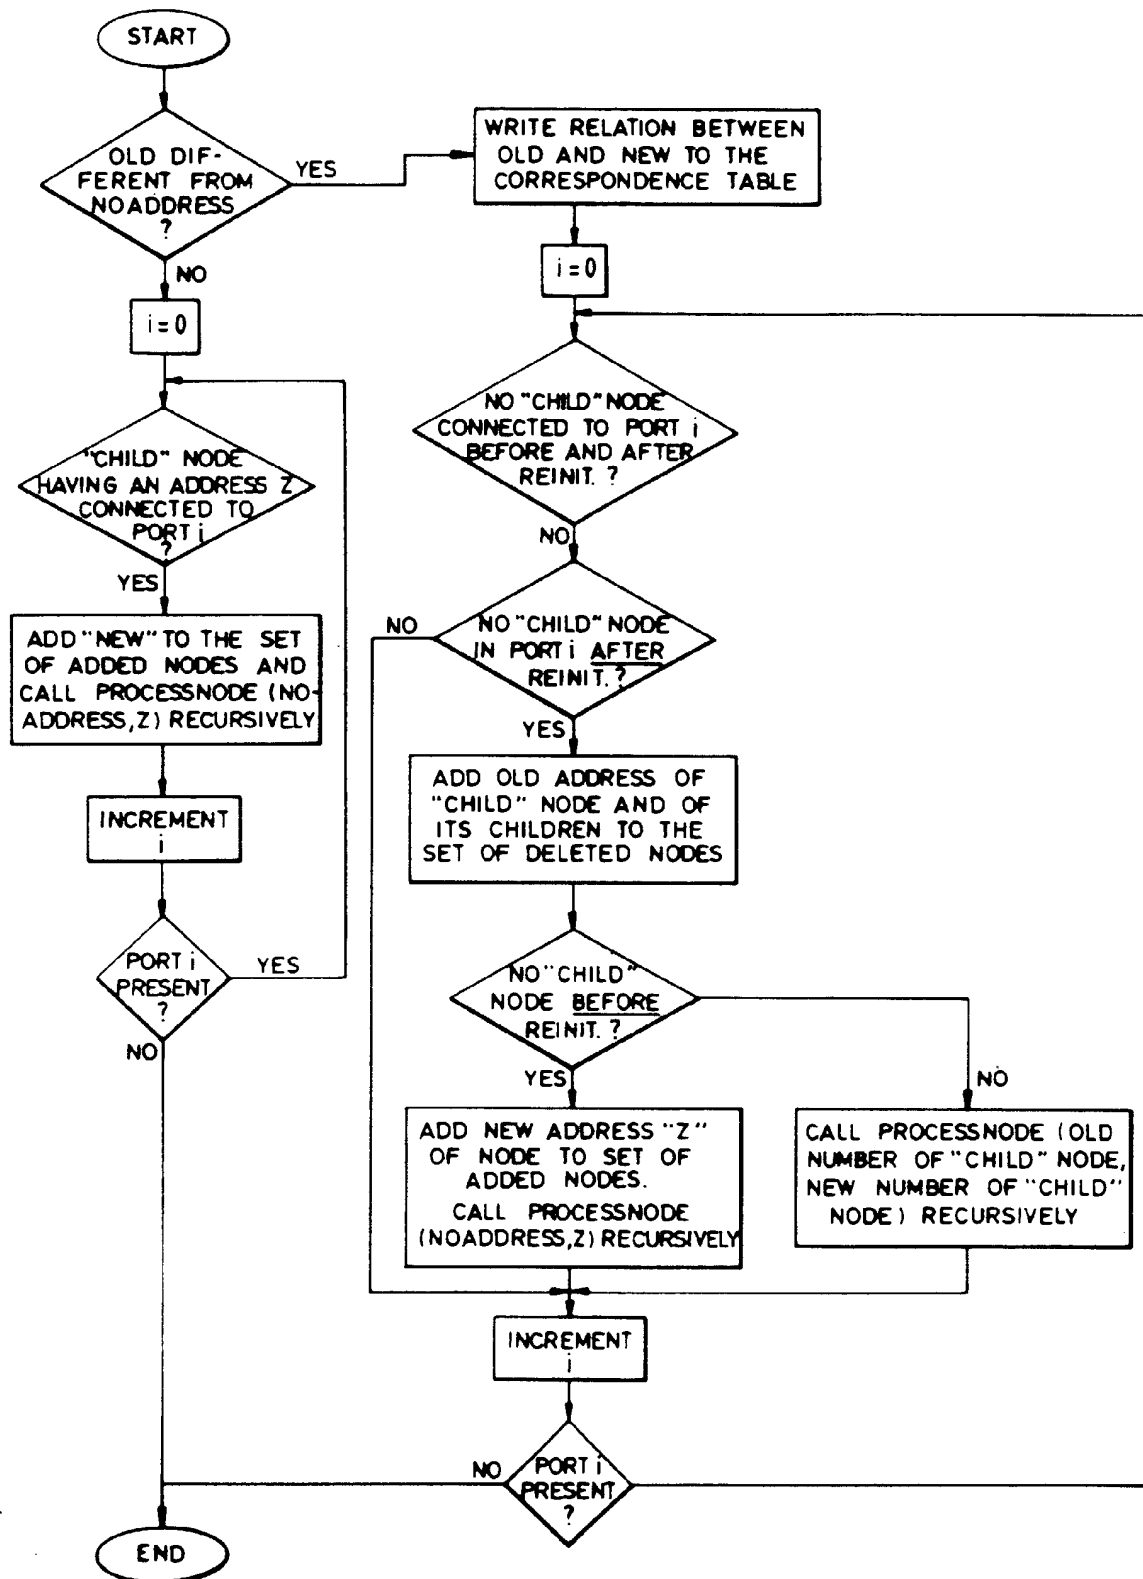 START
OLD DIF-
FERENT FROM
NOADDRESS
?
YES
NO
WRITE RELATION BETWEEN
OLD AND NEW TO THE
CORRESPONDENCE TABLE
i=0
i=0
"CHILD" NODE
HAVING AN ADDRESS Z
CONNECTED TO
PORT i
?
YES
ADD "NEW" TO THE SET
OF ADDED NODES AND
CALL PROCESSNODE (NO-
ADDRESS,Z) RECURSIVELY
INCREMENT
i
PORT i
PRESENT
?
YES
NO
NO "CHILD" NODE
CONNECTED TO PORT i
BEFORE AND AFTER
REINIT. ?
NO
NO "CHILD" NODE
IN PORT i AFTER
REINIT. ?
NO
YES
ADD OLD ADDRESS OF
"CHILD" NODE AND OF
ITS CHILDREN TO THE
SET OF DELETED NODES
NO "CHILD"
NODE BEFORE
REINIT. ?
YES
NO
ADD NEW ADDRESS "Z"
OF NODE TO SET OF
ADDED NODES.
CALL PROCESSNODE
(NOADDRESS,Z) RECURSIVELY
CALL PROCESSNODE (OLD
NUMBER OF "CHILD" NODE,
NEW NUMBER OF "CHILD"
NODE) RECURSIVELY
INCREMENT
i
PORT i
PRESENT
?
NO
END